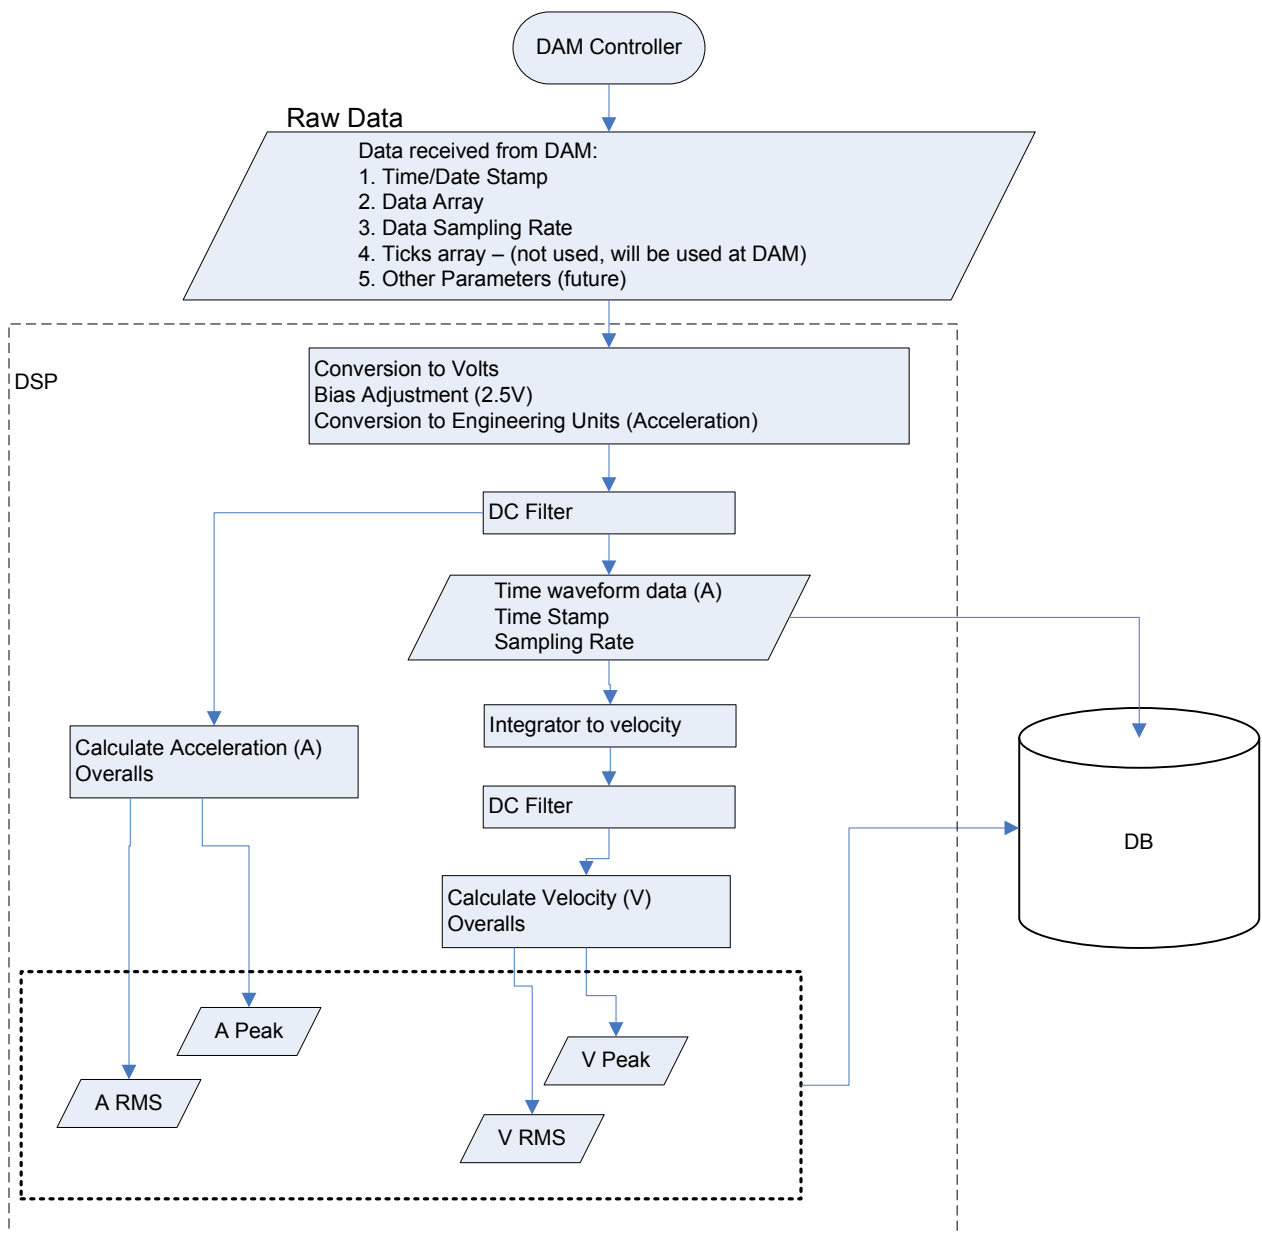 DAM Controller
Raw Data
Data received from DAM:
1. Time/Date Stamp
2. Data Array
3. Data Sampling Rate
4. Ticks array – (not used, will be used at DAM)
5. Other Parameters (future)
DSP
Conversion to Volts
Bias Adjustment (2.5V)
Conversion to Engineering Units (Acceleration)
DC Filter
Time waveform data (A)
Time Stamp
Sampling Rate
Integrator to velocity
Calculate Acceleration (A)
Overalls
DC Filter
DB
Calculate Velocity (V)
Overalls
A Peak
V Peak
A RMS
V RMS